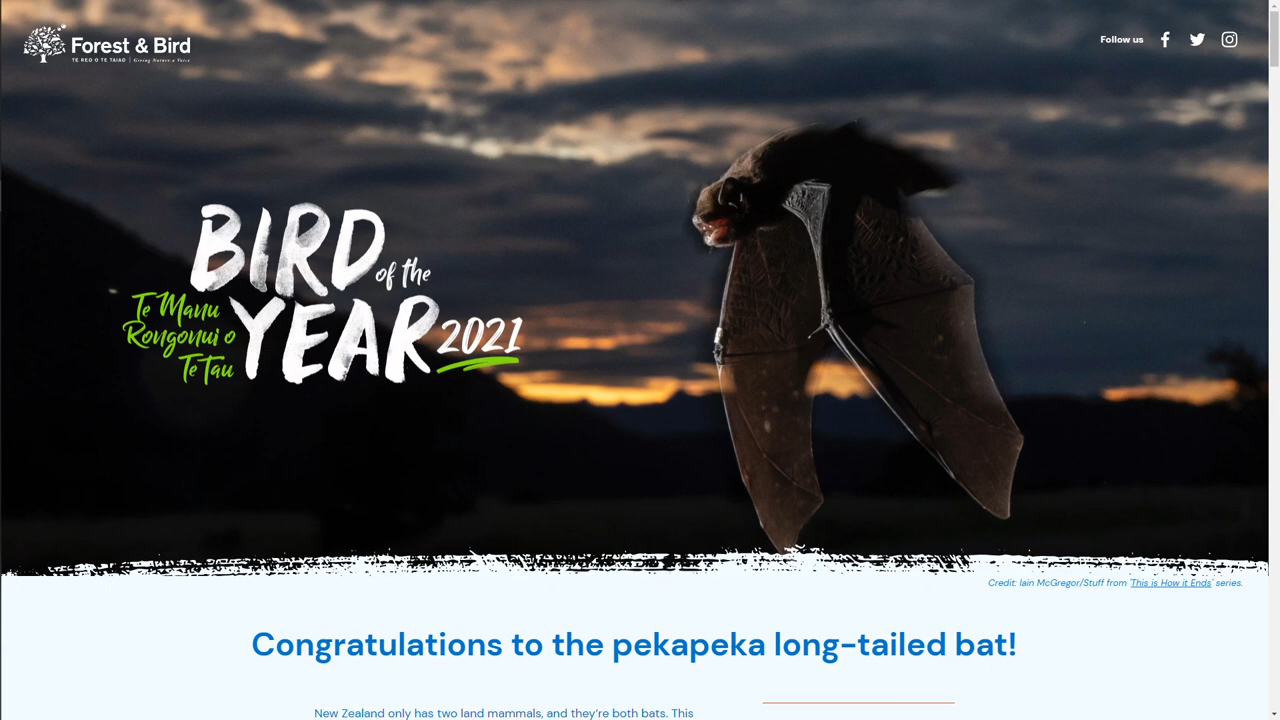 Forest & Bird
TE REO O TE TAIAO | Giving Nature a Voice
Follow us
BIRD
of the
Te Manu
Rongonui o
Te Tau
YEAR
2021
Credit: Iain McGregor/Stuff from 'This is How it Ends' series.
Congratulations to the pekapeka long-tailed bat!
New Zealand only has two land mammals, and they're both bats. This